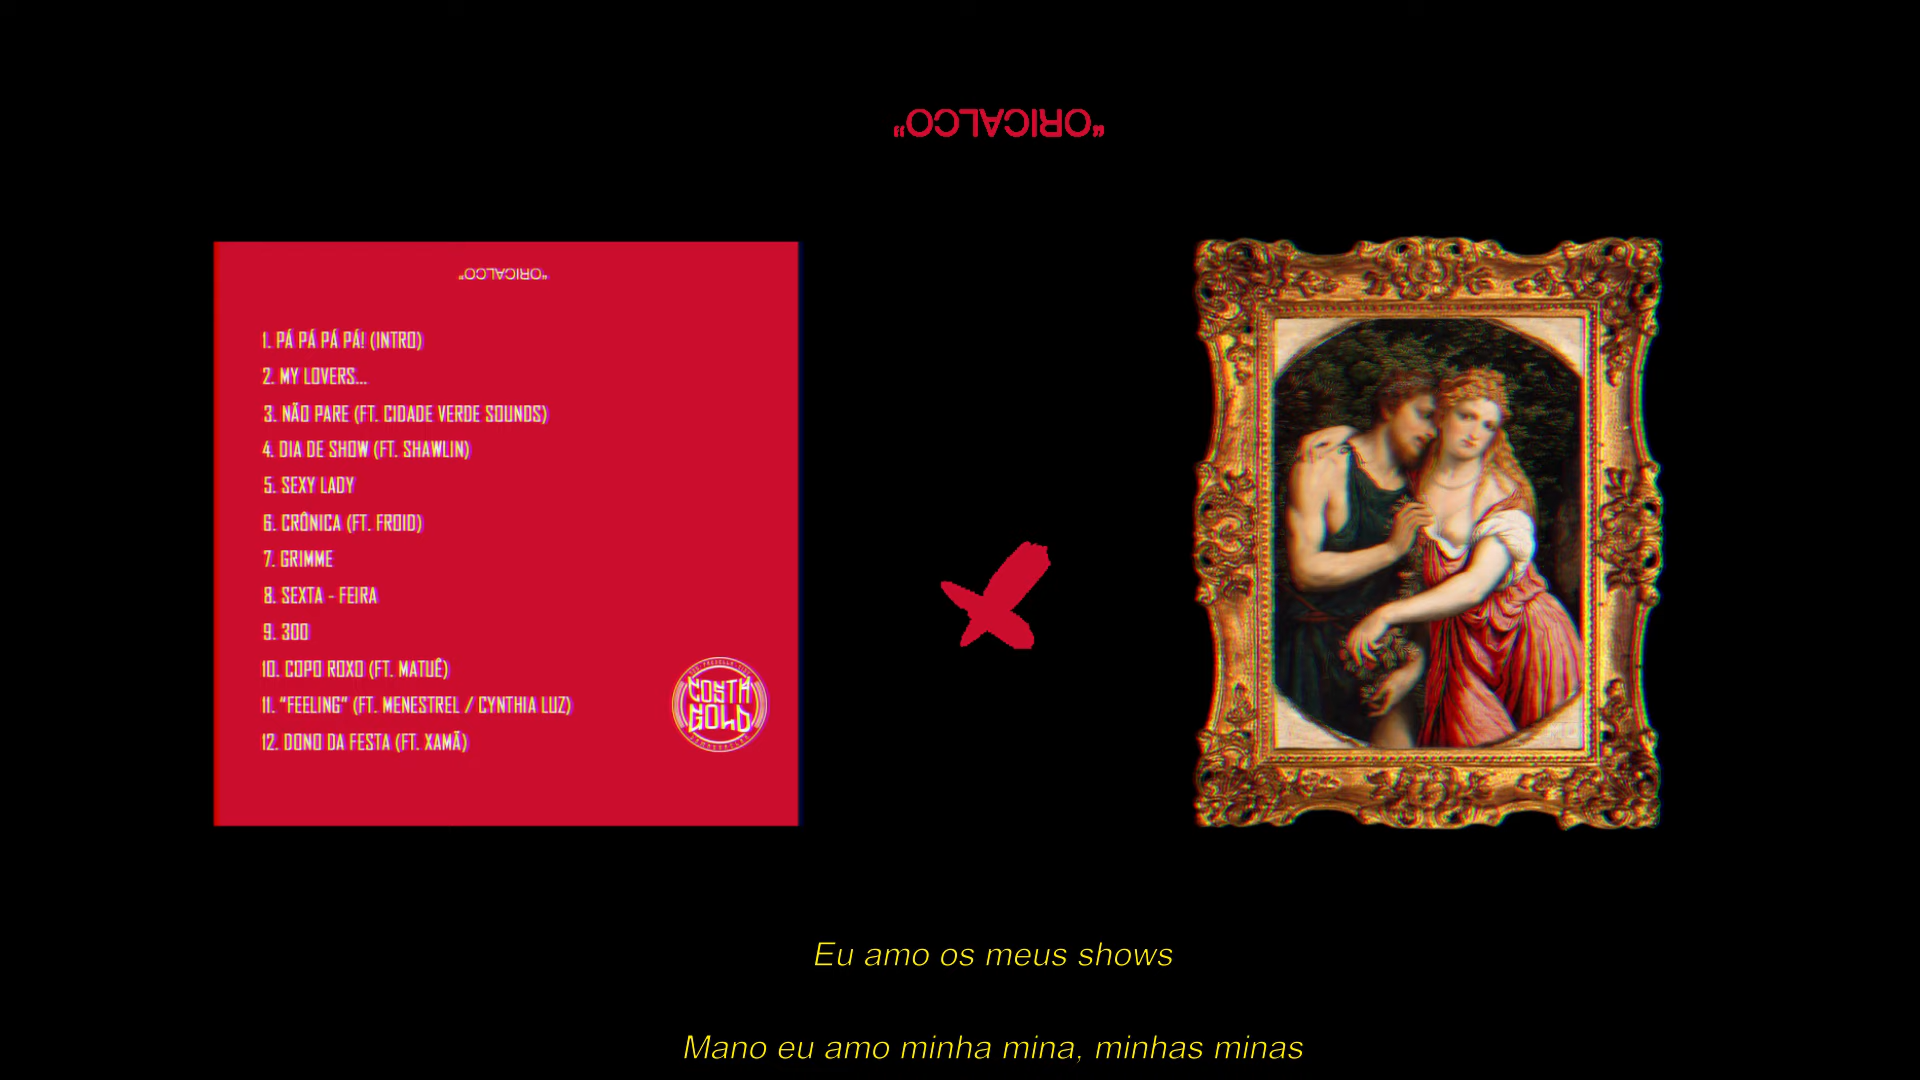 "ORICALCO"
"ORICALCO"
1. PÁ PÁ PÁ PÁ! (INTRO)
2. MY LOVERS...
3. NÃO PARE (FT. CIDADE VERDE SOUNDS)
4. DIA DE SHOW (FT. SHAWLIN)
5. SEXY LADY
6. CRÔNICA (FT. FROID)
7. GRIMME
8. SEXTA - FEIRA
9. 300
10. COPO ROXO (FT. MATUÊ)
11. "FEELING" (FT. MENESTREL / CYNTHIA LUZ)
12. DONO DA FESTA (FT. XAMÃ)
COSTA
GOLD
Eu amo os meus shows
Mano eu amo minha mina, minhas minas